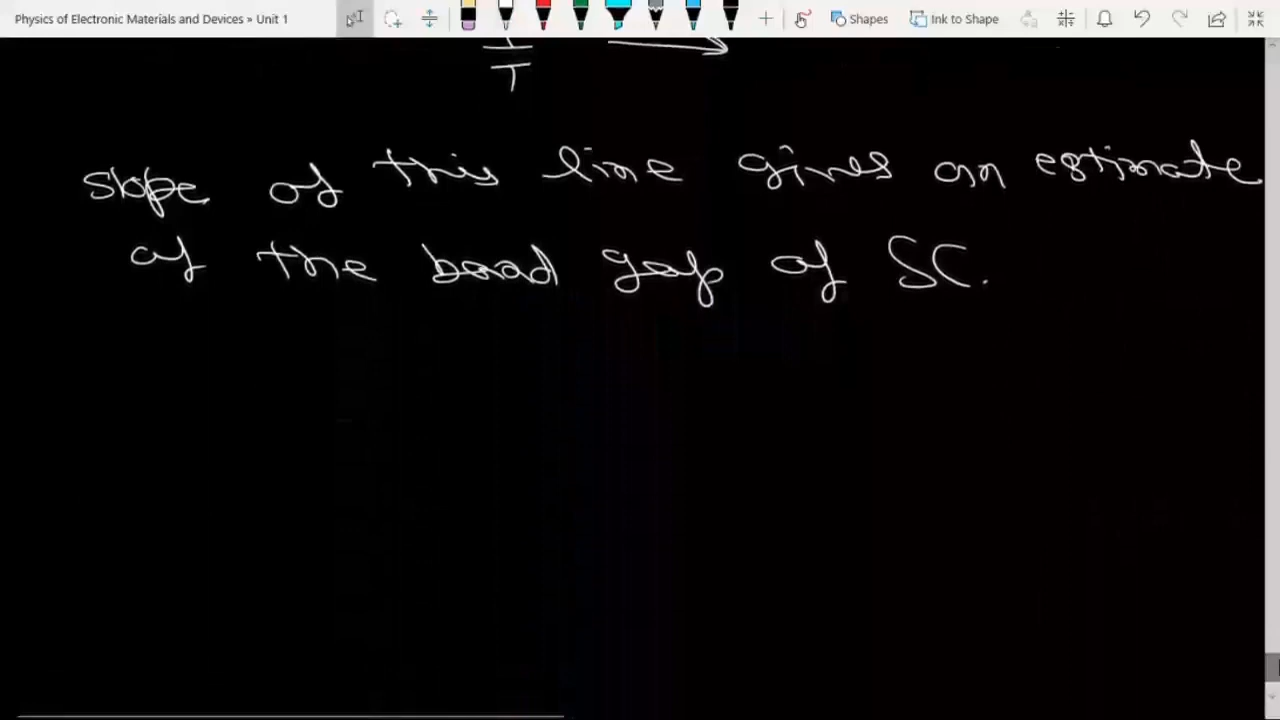 Physics of Electronic Materials and Devices » Unit 1
Shapes
Ink to Shape
1
T
slope of this line gives an estimate
of the band gap of SC.